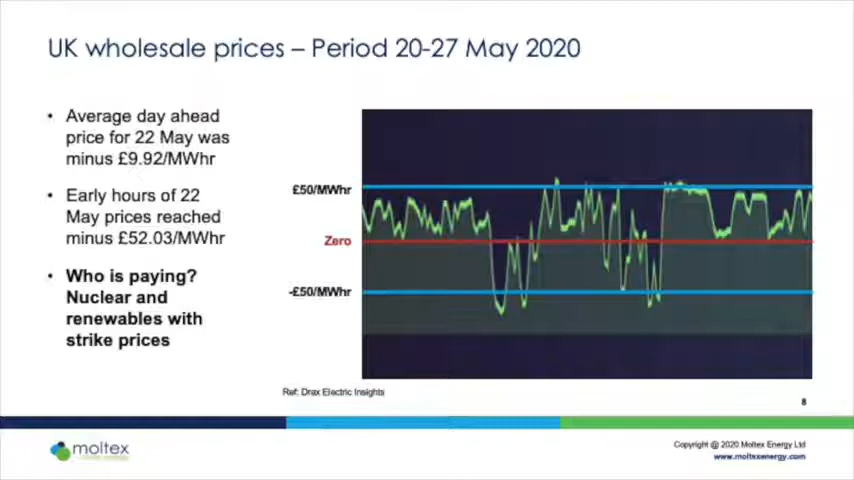 UK wholesale prices – Period 20-27 May 2020
• Average day ahead
price for 22 May was
minus £9.92/MWhr
• Early hours of 22
May prices reached
minus £52.03/MWhr
• Who is paying?
Nuclear and
renewables with
strike prices
£50/MWhr
Zero
-£50/MWhr
Ref: Drax Electric Insights
8
moltex
Copyright @ 2020 Moltex Energy Ltd
www.moltexenergy.com